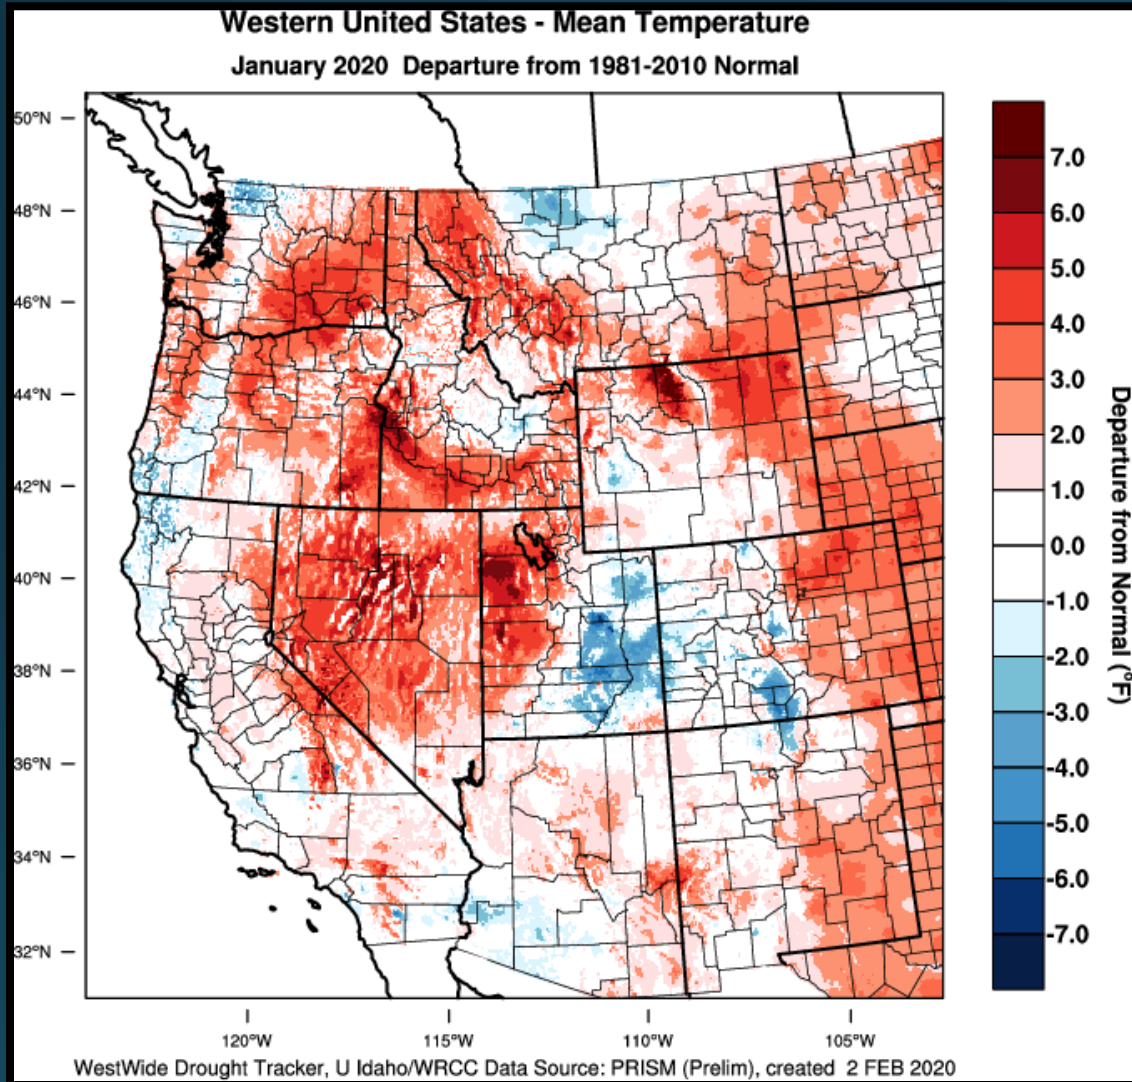 Western United States - Mean Temperature
January 2020 Departure from 1981-2010 Normal
50°N
48°N
46°N
44°N
42°N
40°N
38°N
36°N
34°N
32°N
120°W
115°W
110°W
105°W
7.0
6.0
5.0
4.0
3.0
2.0
1.0
0.0
-1.0
-2.0
-3.0
-4.0
-5.0
-6.0
-7.0
Departure from Normal (°F)
WestWide Drought Tracker, U Idaho/WRCC Data Source: PRISM (Prelim), created 2 FEB 2020